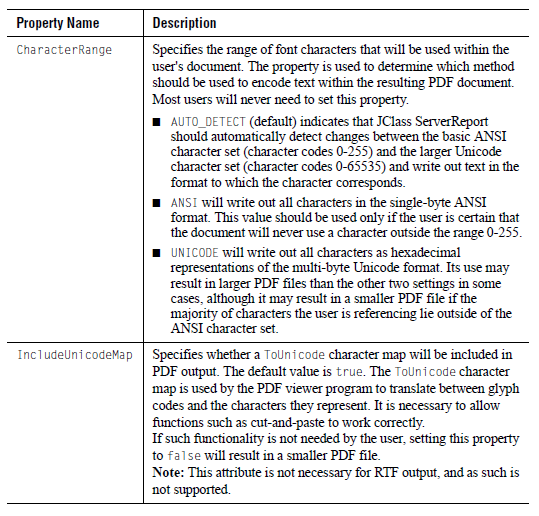 Property Name Description
CharacterRange Specifies the range of font characters that will be used within the
user's document. The property is used to determine which method
should be used to encode text within the resulting PDF document.
Most users will never need to set this property.
■ AUTO_DETECT (default) indicates that JClass ServerReport
should automatically detect changes between the basic ANSI
character set (character codes 0-255) and the larger Unicode
character set (character codes 0-65535) and write out text in the
format to which the character corresponds.
■ ANSI will write out all characters in the single-byte ANSI
format. This value should be used only if the user is certain that
the document will never use a character outside the range 0-255.
■ UNICODE will write out all characters as hexadecimal
representations of the multi-byte Unicode format. Its use may
result in larger PDF files than the other two settings in some
cases, although it may result in a smaller PDF file if the
majority of characters the user is referencing lie outside of the
ANSI character set.
IncludeUnicodeMap Specifies whether a ToUnicode character map will be included in
PDF output. The default value is true. The ToUnicode character
map is used by the PDF viewer program to translate between glyph
codes and the characters they represent. It is necessary to allow
functions such as cut-and-paste to work correctly.
If such functionality is not needed by the user, setting this property
to false will result in a smaller PDF file.
Note: This attribute is not necessary for RTF output, and as such is
not supported.